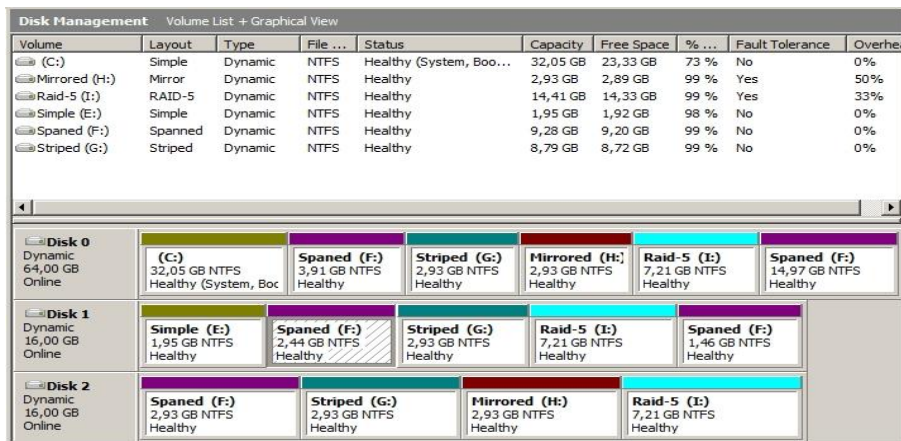 Disk Management Volume List + Graphical View
Volume Layout Type File ... Status Capacity Free Space % ... Fault Tolerance Overhe
(C:) Simple Dynamic NTFS Healthy (System, Boo... 32,05 GB 23,33 GB 73 % No 0%
Mirrored (H:) Mirror Dynamic NTFS Healthy 2,93 GB 2,89 GB 99 % Yes 50%
Raid-5 (I:) RAID-5 Dynamic NTFS Healthy 14,41 GB 14,33 GB 99 % Yes 33%
Simple (E:) Simple Dynamic NTFS Healthy 1,95 GB 1,92 GB 98 % No 0%
Spaned (F:) Spanned Dynamic NTFS Healthy 9,28 GB 9,20 GB 99 % No 0%
Striped (G:) Striped Dynamic NTFS Healthy 8,79 GB 8,72 GB 99 % No 0%
Disk 0
Dynamic
64,00 GB
Online
(C:)
32,05 GB NTFS
Healthy (System, Boc
Spaned (F:)
3,91 GB NTFS
Healthy
Striped (G:)
2,93 GB NTFS
Healthy
Mirrored (H:)
2,93 GB NTFS
Healthy
Raid-5 (I:)
7,21 GB NTFS
Healthy
Spaned (F:)
14,97 GB NTFS
Healthy
Disk 1
Dynamic
16,00 GB
Online
Simple (E:)
1,95 GB NTFS
Healthy
Spaned (F:)
2,44 GB NTFS
Healthy
Striped (G:)
2,93 GB NTFS
Healthy
Raid-5 (I:)
7,21 GB NTFS
Healthy
Spaned (F:)
1,46 GB NTFS
Healthy
Disk 2
Dynamic
16,00 GB
Online
Spaned (F:)
2,93 GB NTFS
Healthy
Striped (G:)
2,93 GB NTFS
Healthy
Mirrored (H:)
2,93 GB NTFS
Healthy
Raid-5 (I:)
7,21 GB NTFS
Healthy